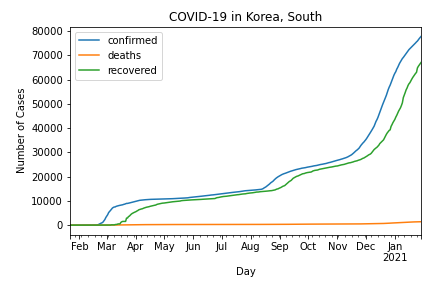 COVID-19 in Korea, South
confirmed
deaths
recovered
Number of Cases
80000
70000
60000
50000
40000
30000
20000
10000
0
Feb Mar Apr May Jun Jul Aug Sep Oct Nov Dec Jan
2021
Day